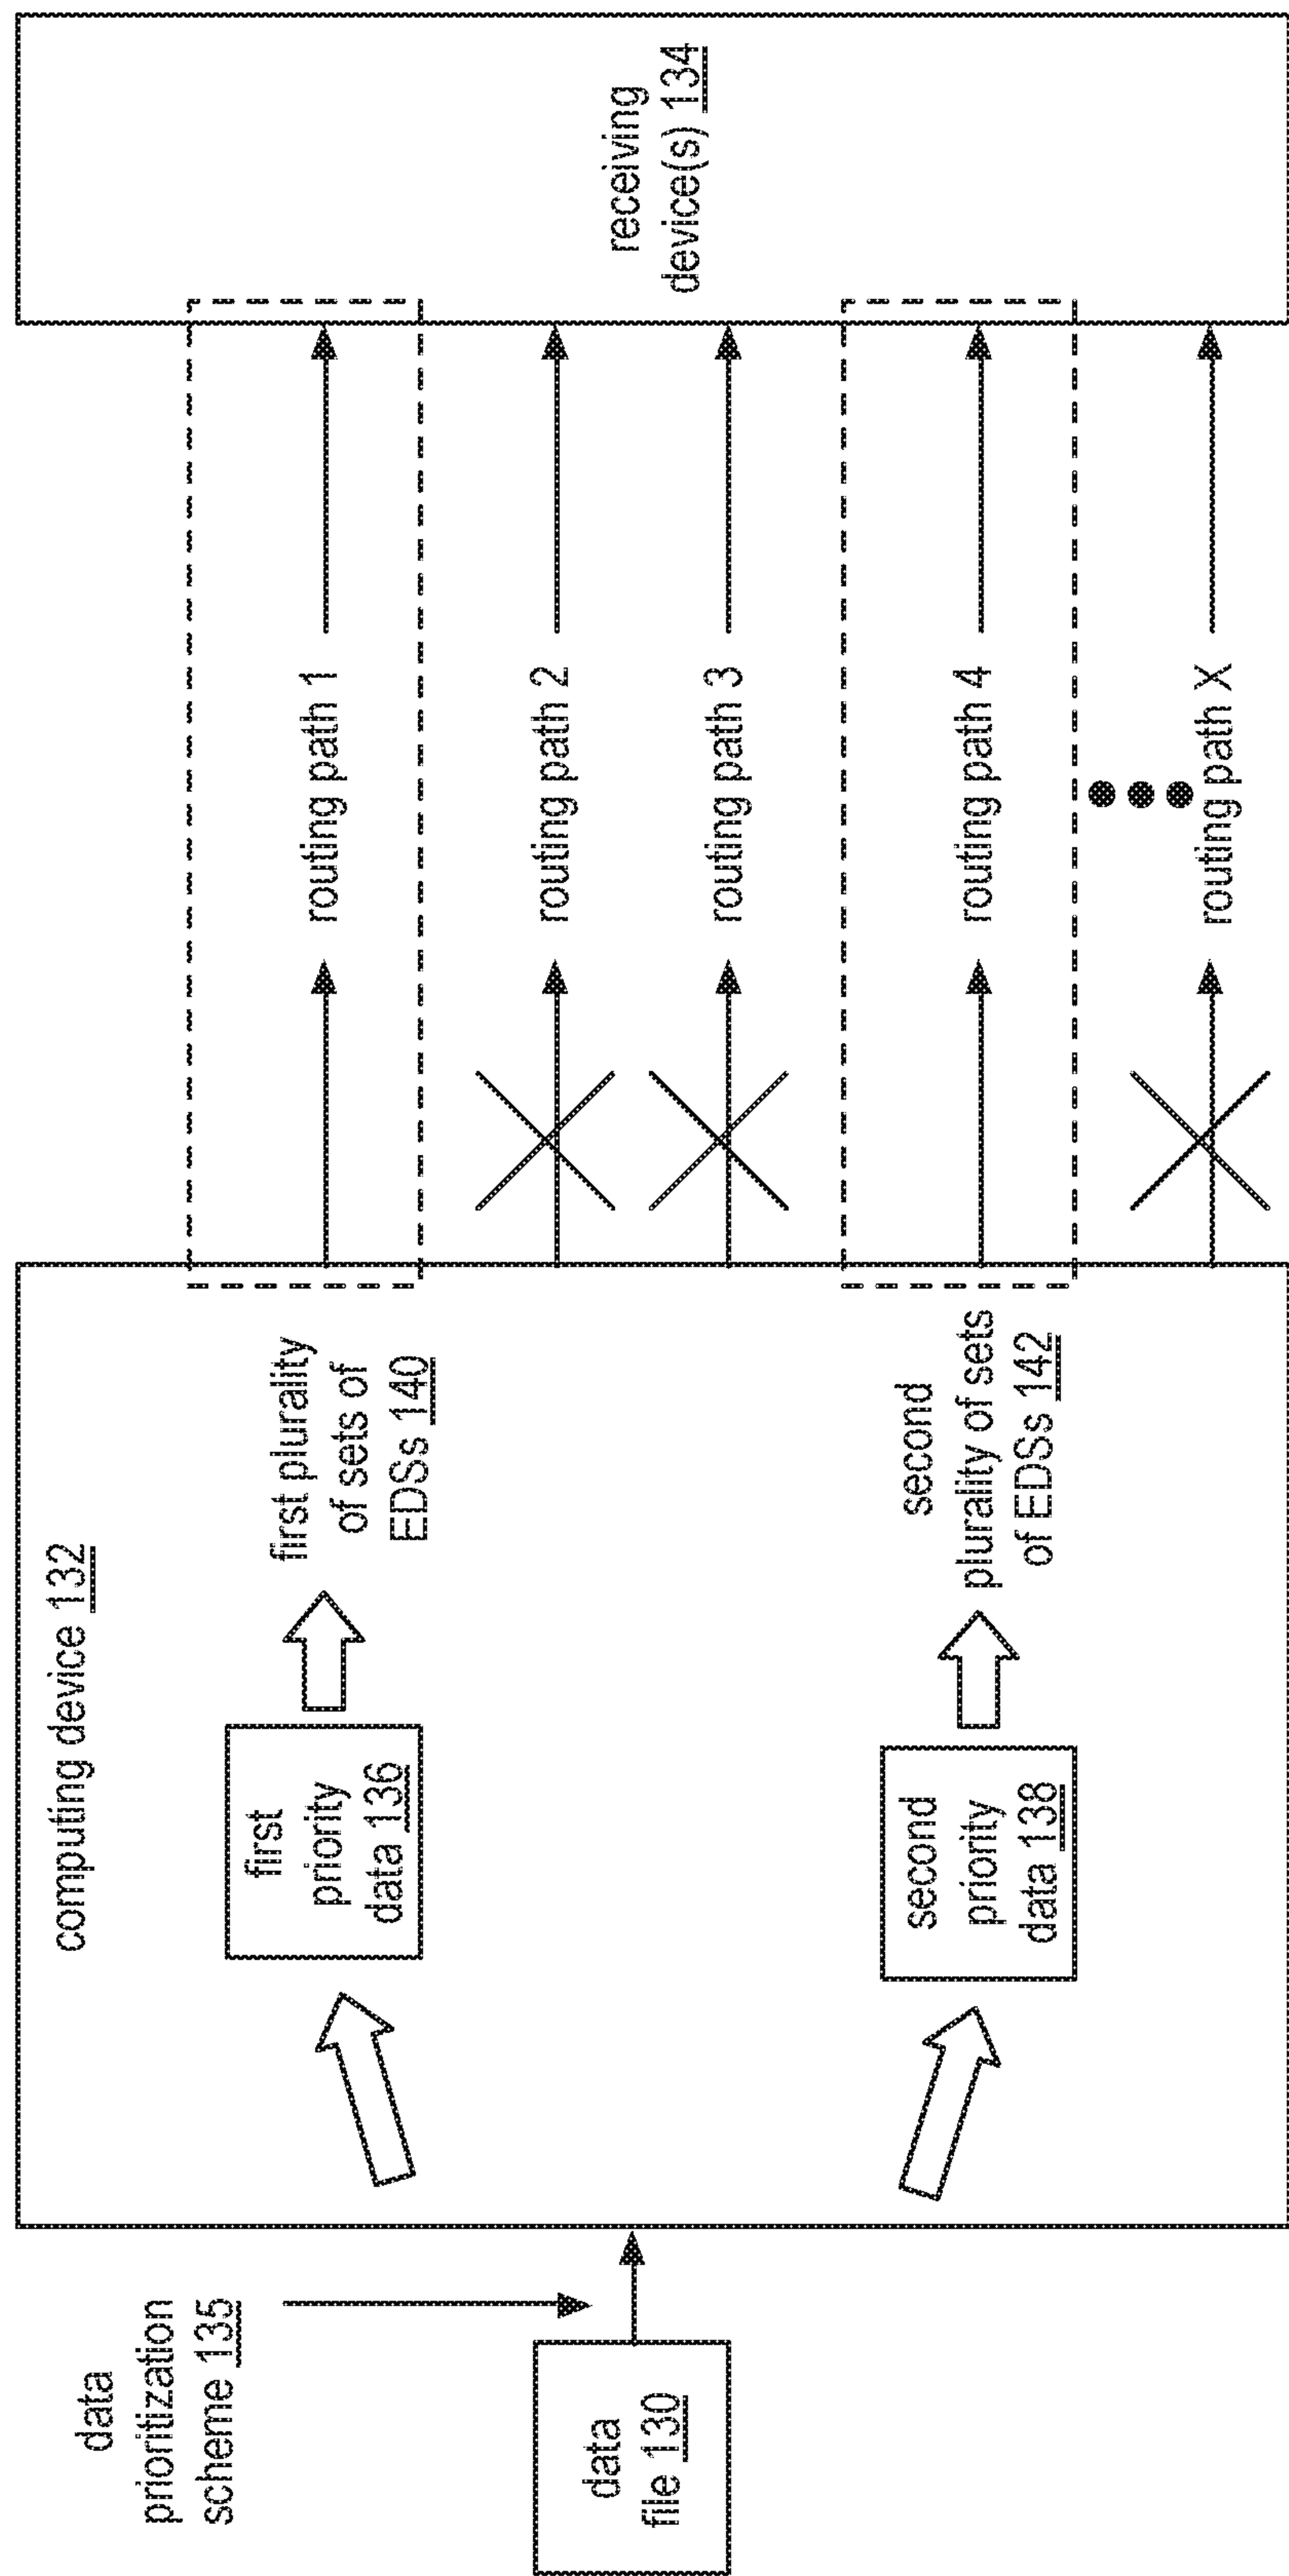 data
prioritization
scheme 135
data
file 130
computing device 132
first
priority
data 136
first plurality
of sets of
EDSs 140
second
priority
data 138
second
plurality of sets
of EDSs 142
routing path 1
routing path 2
routing path 3
routing path 4
routing path X
receiving
device(s) 134